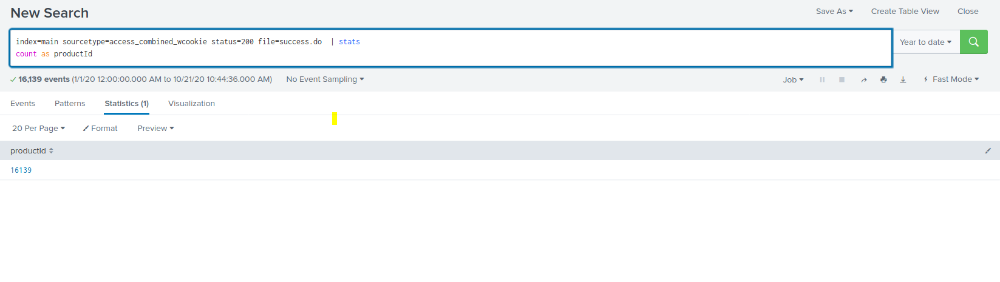 New Search
Save As Create Table View Close
index=main sourcetype=access_combined_wcookie status=200 file=success.do | stats
count as productId
Year to date
16,139 events (1/1/20 12:00:00.000 AM to 10/21/20 10:44:36.000 AM) No Event Sampling
Job Fast Mode
Events Patterns Statistics (1) Visualization
20 Per Page Format Preview
productId
16139